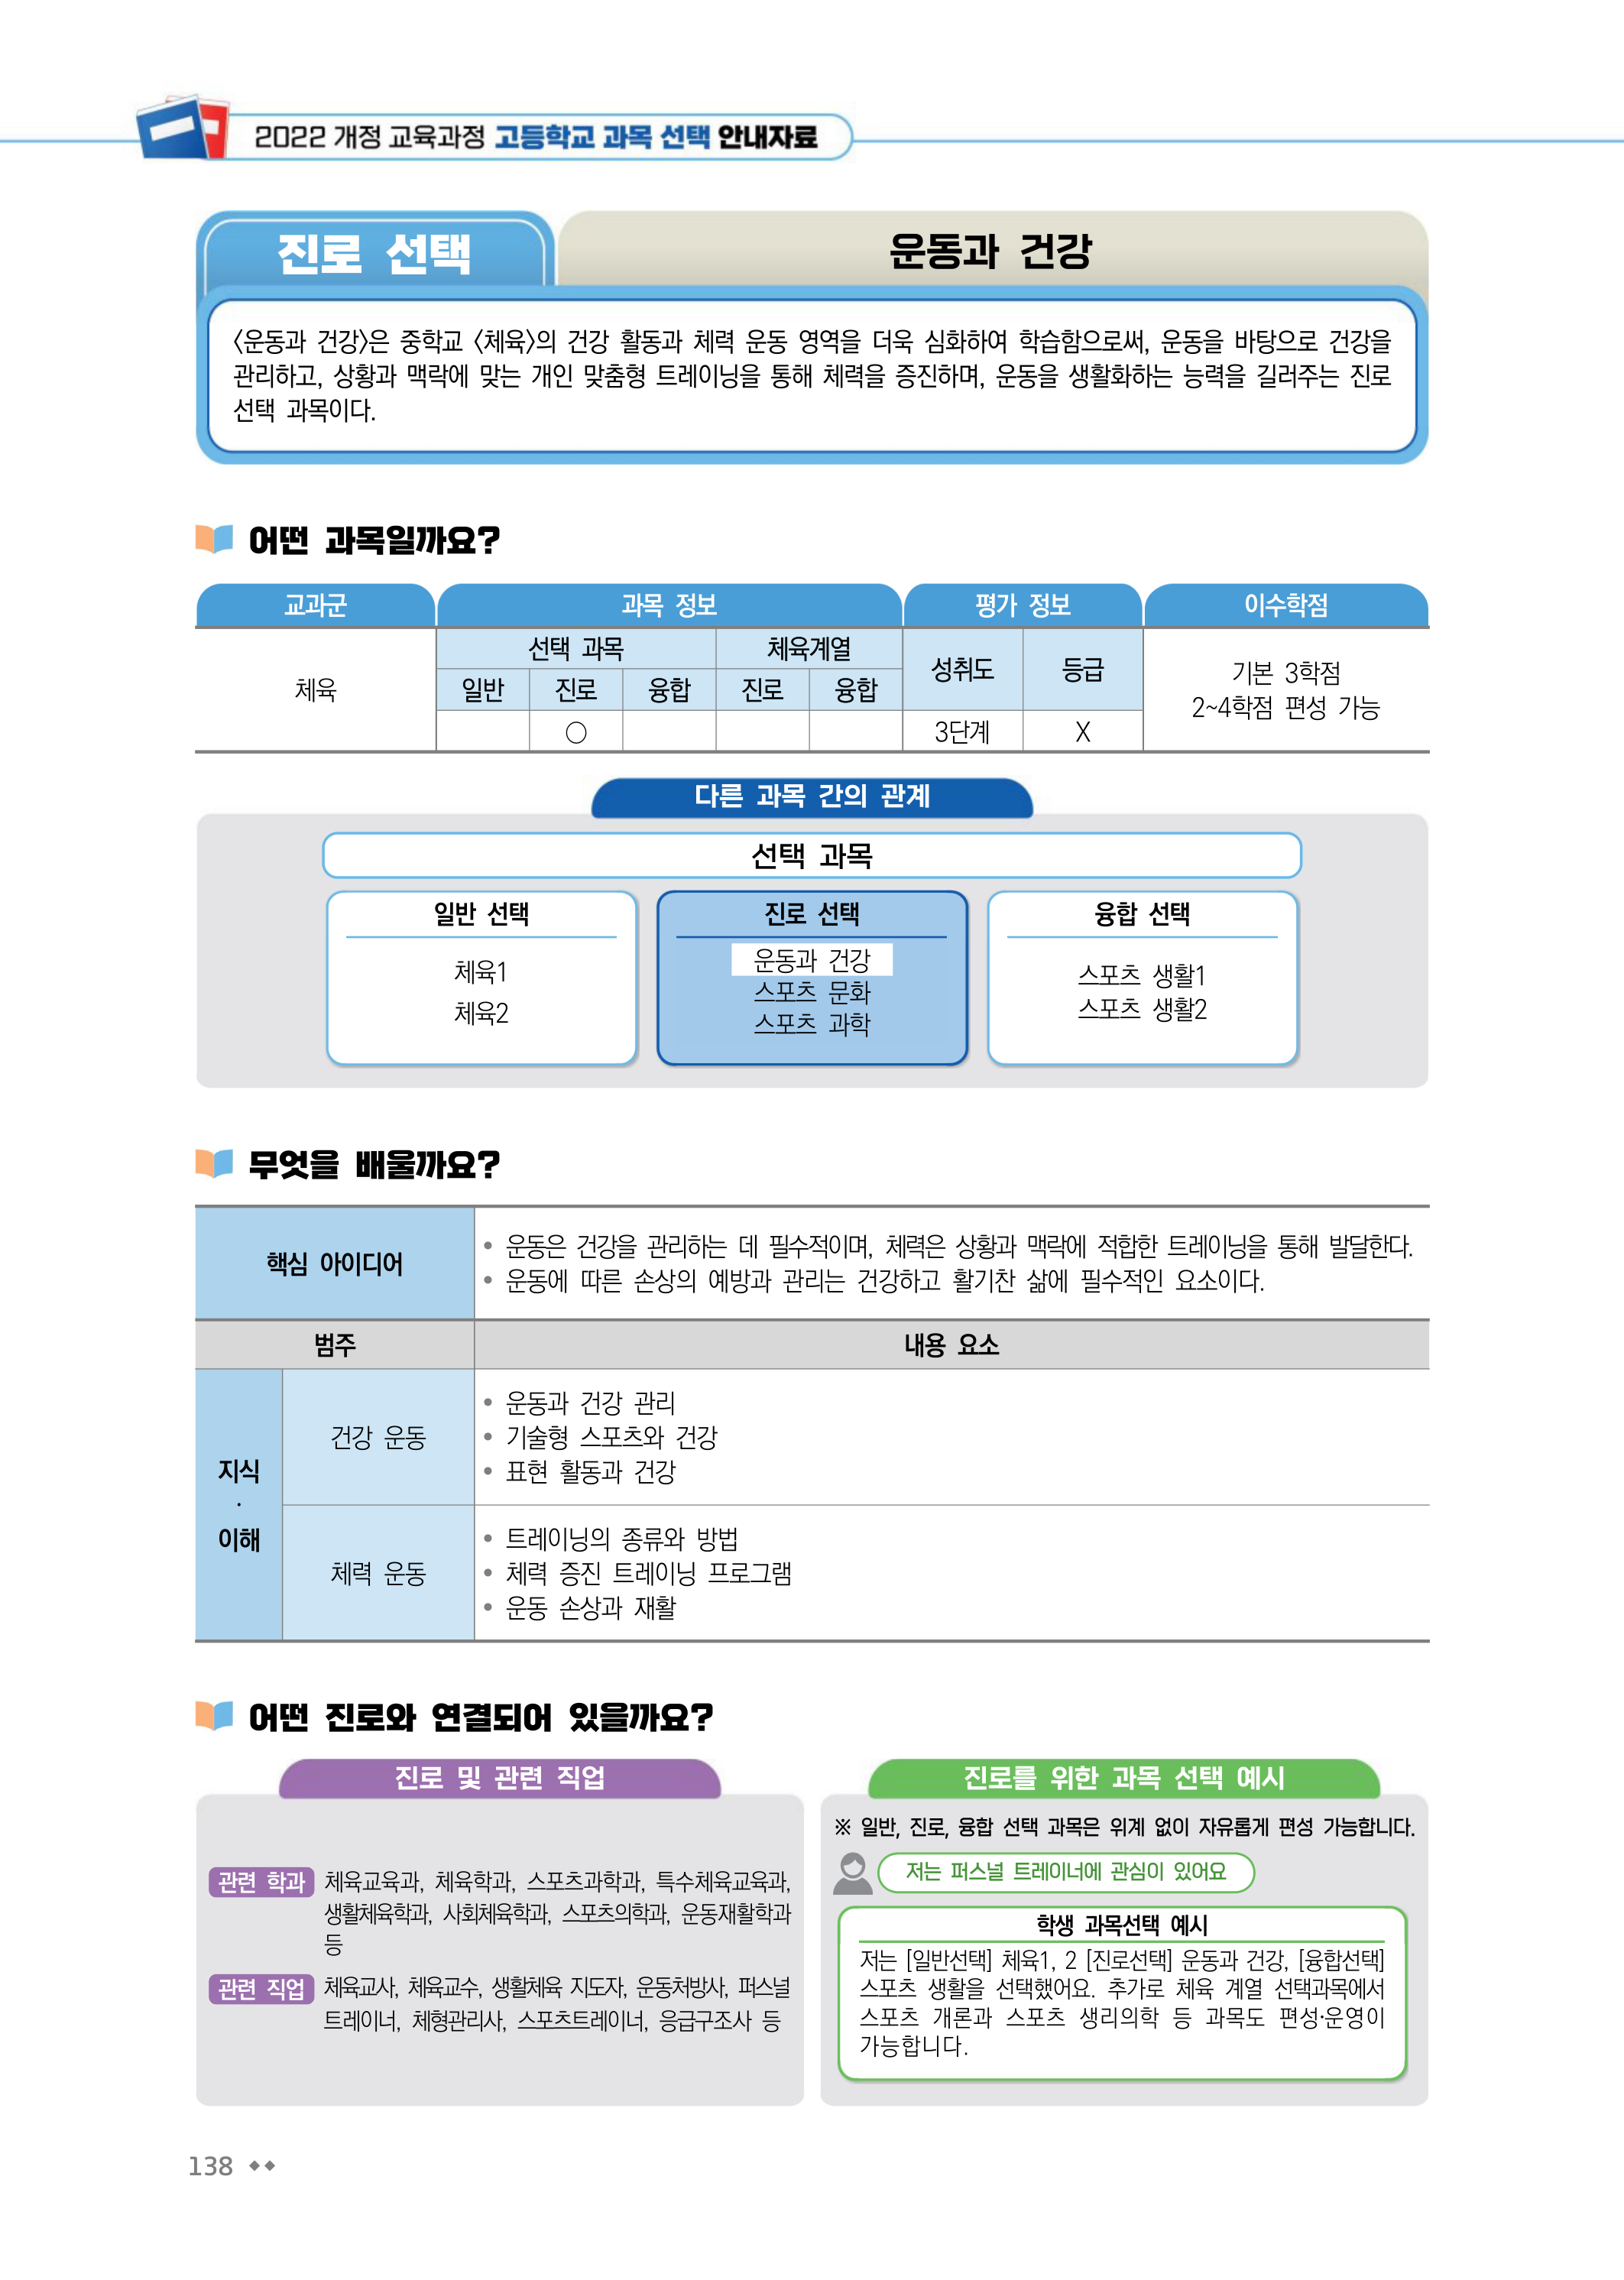 2022 개정 교육과정 고등학교 과목 선택 안내자료
진로 선택
운동과 건강
〈운동과 건강〉은 중학교 〈체육〉의 건강 활동과 체력 운동 영역을 더욱 심화하여 학습함으로써, 운동을 바탕으로 건강을
관리하고, 상황과 맥락에 맞는 개인 맞춤형 트레이닝을 통해 체력을 증진하며, 운동을 생활화하는 능력을 길러주는 진로
선택 과목이다.
어떤 과목일까요?
교과군 과목 정보 평가 정보 이수학점
선택 과목 체육계열
성취도 등급
일반 진로 융합 진로 융합
체육
기본 3학점
2~4학점 편성 가능
○ 3단계 X
다른 과목 간의 관계
선택 과목
일반 선택
체육1
체육2
진로 선택
운동과 건강
스포츠 문화
스포츠 과학
융합 선택
스포츠 생활1
스포츠 생활2
무엇을 배울까요?
핵심 아이디어
• 운동은 건강을 관리하는 데 필수적이며, 체력은 상황과 맥락에 적합한 트레이닝을 통해 발달한다.
• 운동에 따른 손상의 예방과 관리는 건강하고 활기찬 삶에 필수적인 요소이다.
범주 내용 요소
지식
·
이해
건강 운동
• 운동과 건강 관리
• 기술형 스포츠와 건강
• 표현 활동과 건강
체력 운동
• 트레이닝의 종류와 방법
• 체력 증진 트레이닝 프로그램
• 운동 손상과 재활
어떤 진로와 연결되어 있을까요?
진로 및 관련 직업
관련 학과 체육교육과, 체육학과, 스포츠과학과, 특수체육교육과,
생활체육학과, 사회체육학과, 스포츠의학과, 운동재활학과
등
관련 직업 체육교사, 체육교수, 생활체육 지도자, 운동처방사, 퍼스널
트레이너, 체형관리사, 스포츠트레이너, 응급구조사 등
진로를 위한 과목 선택 예시
※ 일반, 진로, 융합 선택 과목은 위계 없이 자유롭게 편성 가능합니다.
저는 퍼스널 트레이너에 관심이 있어요
학생 과목선택 예시
저는 [일반선택] 체육1, 2 [진로선택] 운동과 건강, [융합선택]
스포츠 생활을 선택했어요. 추가로 체육 계열 선택과목에서
스포츠 개론과 스포츠 생리의학 등 과목도 편성·운영이
가능합니다.
138 ◆◆